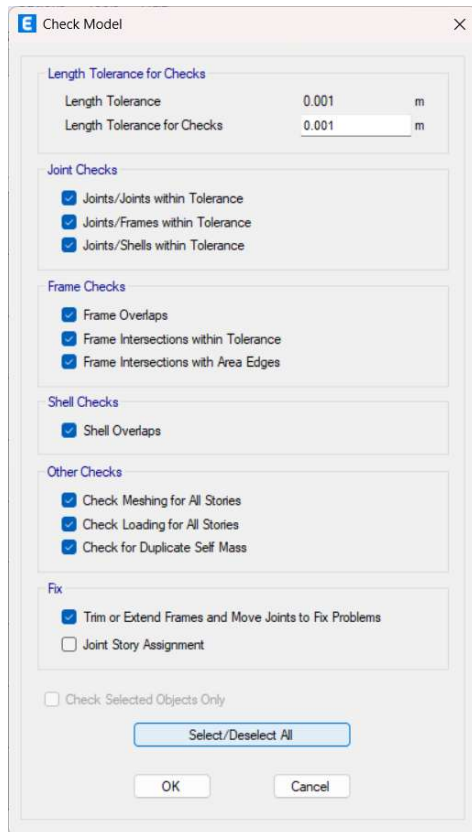 E Check Model
Length Tolerance for Checks
Length Tolerance 0.001 m
Length Tolerance for Checks 0.001 m
Joint Checks
Joints/Joints within Tolerance
Joints/Frames within Tolerance
Joints/Shells within Tolerance
Frame Checks
Frame Overlaps
Frame Intersections within Tolerance
Frame Intersections with Area Edges
Shell Checks
Shell Overlaps
Other Checks
Check Meshing for All Stories
Check Loading for All Stories
Check for Duplicate Self Mass
Fix
Trim or Extend Frames and Move Joints to Fix Problems
Joint Story Assignment
Check Selected Objects Only
Select/Deselect All
OK Cancel